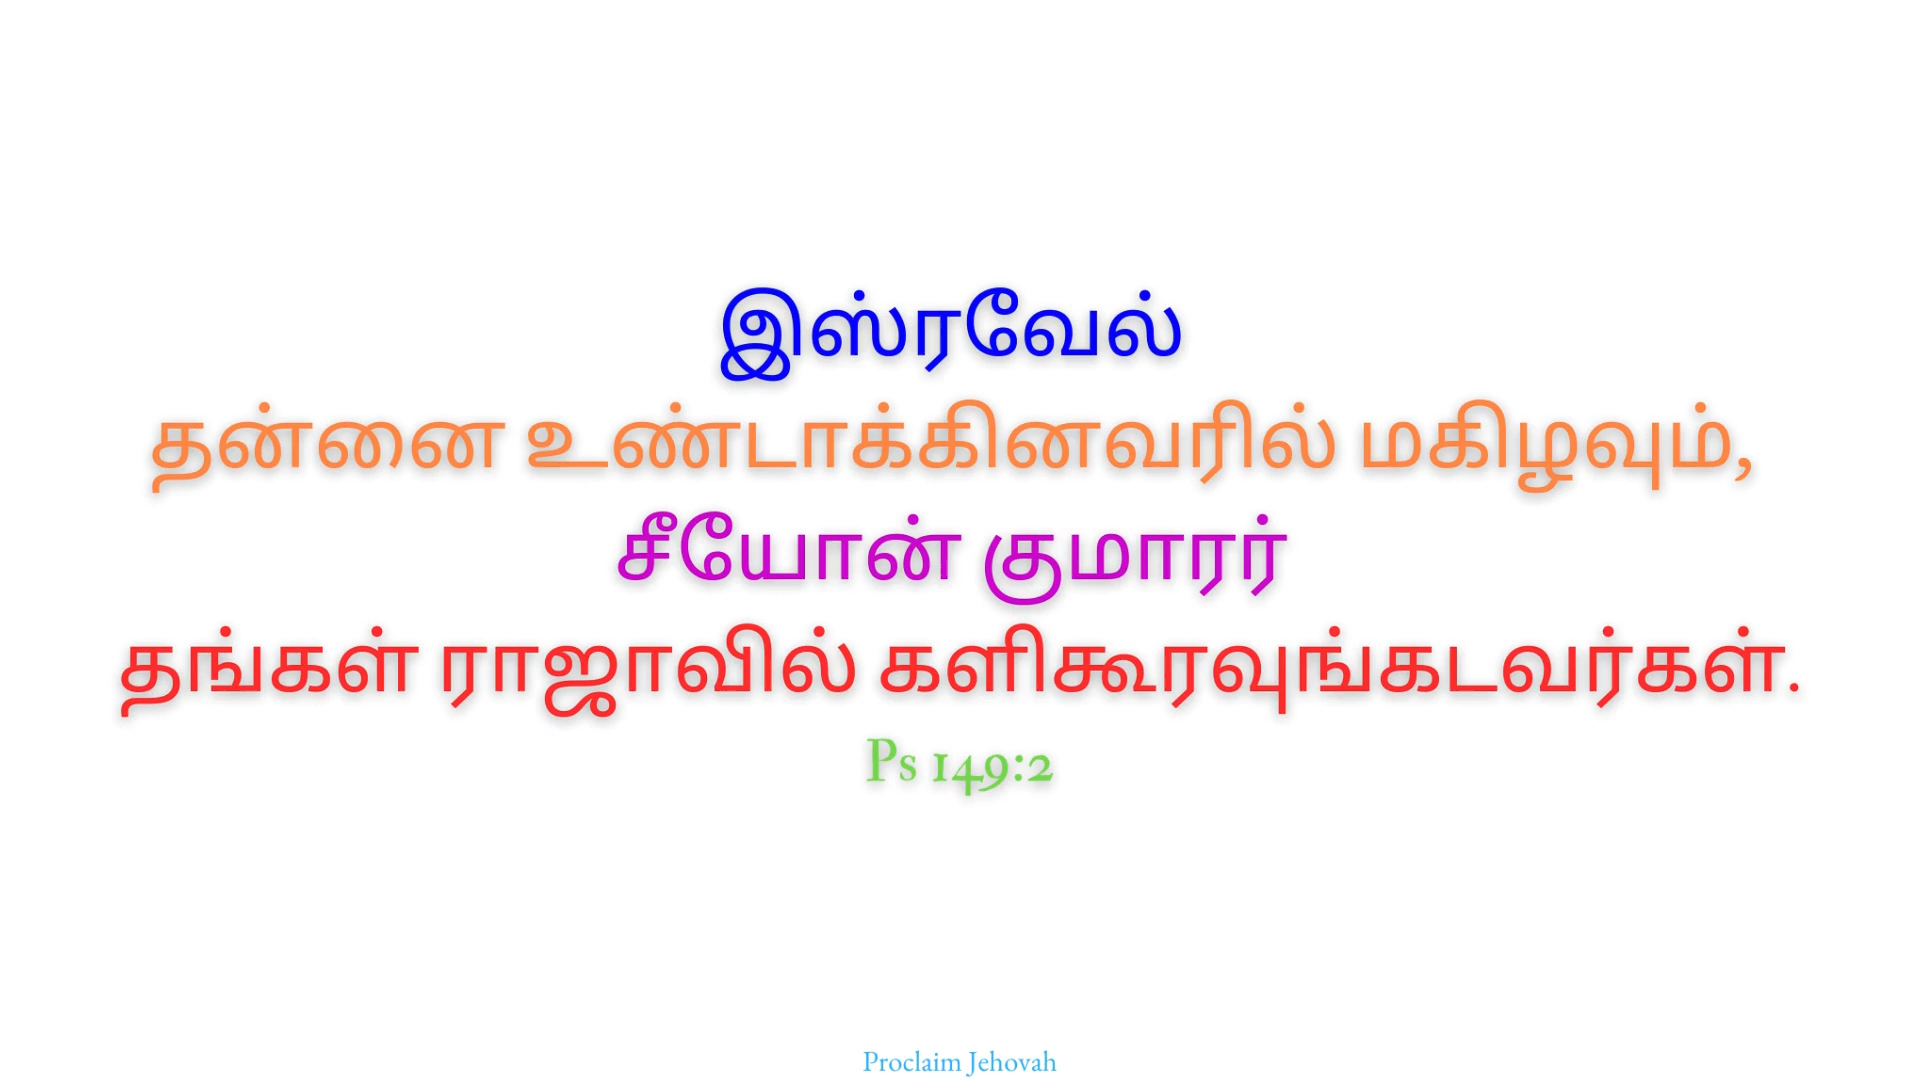 இஸ்ரவேல்
தன்னை உண்டாக்கினவரில் மகிழவும்,
சீயோன் குமாரர்
தங்கள் ராஜாவில் களிகூரவுங்கடவர்கள்.
Ps 149:2
Proclaim Jehovah